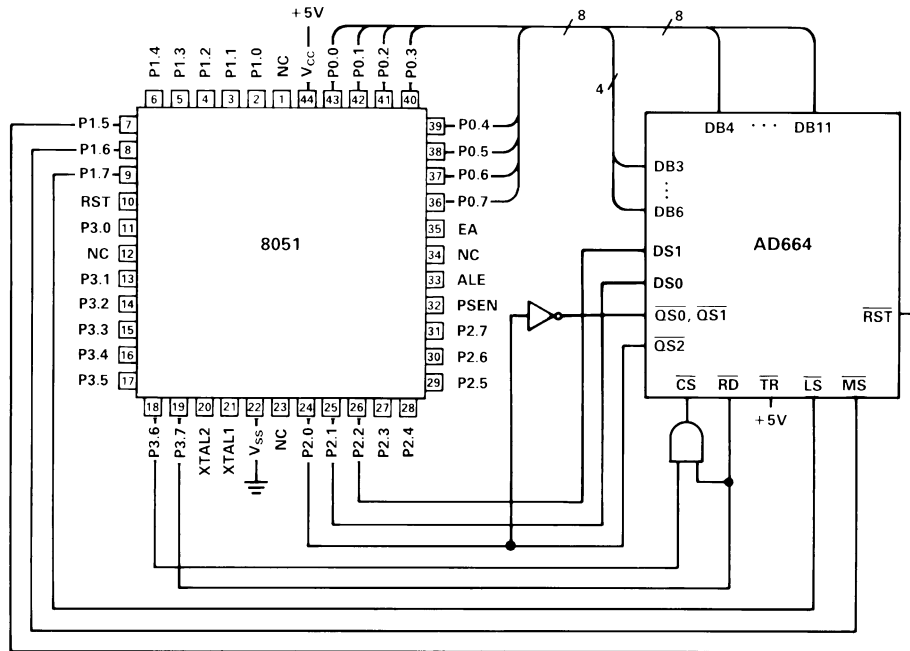 +5V
P1.4 P1.3 P1.2 P1.1 P1.0 NC VCC P0.0 P0.1 P0.2 P0.3
8 8
4
6 5 4 3 2 1 44 43 42 41 40
P1.5 7
P1.6 8
P1.7 9
RST 10
P3.0 11
NC 12
P3.1 13
P3.2 14
P3.3 15
P3.4 16
P3.5 17
8051
39 P0.4
38 P0.5
37 P0.6
36 P0.7
35 EA
34 NC
33 ALE
32 PSEN
31 P2.7
30 P2.6
29 P2.5
18 19 20 21 22 23 24 25 26 27 28
P3.6 P3.7 XTAL2 XTAL1 VSS NC P2.0 P2.1 P2.2 P2.3 P2.4
DB4 ··· DB11
DB3
⋮
DB6
AD664
DS1
DS0
QS0, QS1
QS2
RST
CS RD TR LS MS
+5V